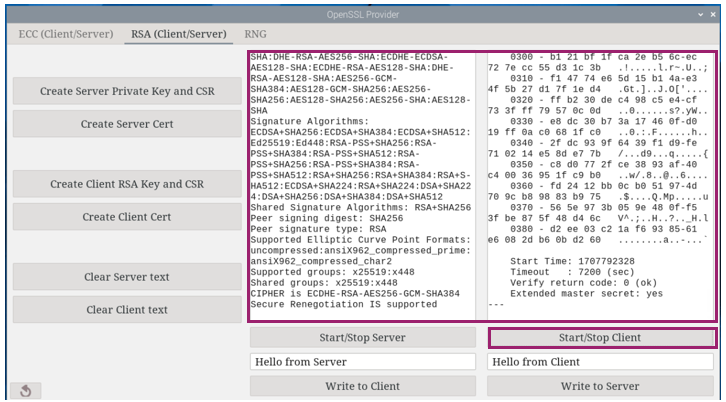 OpenSSL Provider
ECC (Client/Server) RSA (Client/Server) RNG
Create Server Private Key and CSR
Create Server Cert
Create Client RSA Key and CSR
Create Client Cert
Clear Server text
Clear Client text
SHA:DHE-RSA-AES256-SHA:ECDHE-ECDSA-
AES128-SHA:ECDHE-RSA-AES128-SHA:DHE-
RSA-AES128-SHA:AES256-GCM-
SHA384:AES128-GCM-SHA256:AES256-
SHA256:AES128-SHA256:AES256-SHA:AES128-
SHA
Signature Algorithms:
ECDSA+SHA256:ECDSA+SHA384:ECDSA+SHA512:
Ed25519:Ed448:RSA-PSS+SHA256:RSA-
PSS+SHA384:RSA-PSS+SHA512:RSA-
PSS+SHA256:RSA-PSS+SHA384:RSA-
PSS+SHA512:RSA+SHA256:RSA+SHA384:RSA+S-
HA512:ECDSA+SHA224:RSA+SHA224:DSA+SHA22
4:DSA+SHA256:DSA+SHA384:DSA+SHA512
Shared Signature Algorithms: RSA+SHA256
Peer signing digest: SHA256
Peer signature type: RSA
Supported Elliptic Curve Point Formats:
uncompressed:ansiX962_compressed_prime:
ansiX962_compressed_char2
Supported groups: x25519:x448
Shared groups: x25519:x448
CIPHER is ECDHE-RSA-AES256-GCM-SHA384
Secure Renegotiation IS supported
0300 - b1 21 bf 1f ca 2e b5 6c-ec
72 7e cc 55 d3 1c 3b .!.....l.r~.U..;
0310 - f1 47 74 e6 5d 15 b1 4a-e3
4f 5b 27 d1 7f 1e d4 .Gt.]..J.O['....
0320 - ff b2 30 de c4 98 c5 e4-cf
73 3f ff 79 57 0c 0d ..0......s?.yW..
0330 - e8 dc 30 b7 3a 17 46 0f-d0
19 ff 0a c0 68 1f c0 ..0.:.F......h..
0340 - 2f dc 93 9f 64 39 f1 d9-fe
71 02 14 e5 8d e7 7b /...d9...q.....{
0350 - c8 d0 77 2f ce 38 93 af-40
c4 00 36 95 1f c9 b0 ..w/.8..@..6....
0360 - fd 24 12 bb 0c b0 51 97-4d
70 9c b8 98 83 b9 75 .$....Q.Mp.....u
0370 - 56 5e 97 3b 05 9e 48 0f-f5
3f be 87 5f 48 d4 6c V^.;..H..?.._H.l
0380 - d2 ee 03 c2 1a f6 93 85-61
e6 08 2d b6 0b d2 60 ........a..-...`
Start Time: 1707792328
Timeout : 7200 (sec)
Verify return code: 0 (ok)
Extended master secret: yes
---
Start/Stop Server
Start/Stop Client
Hello from Server
Hello from Client
Write to Client
Write to Server